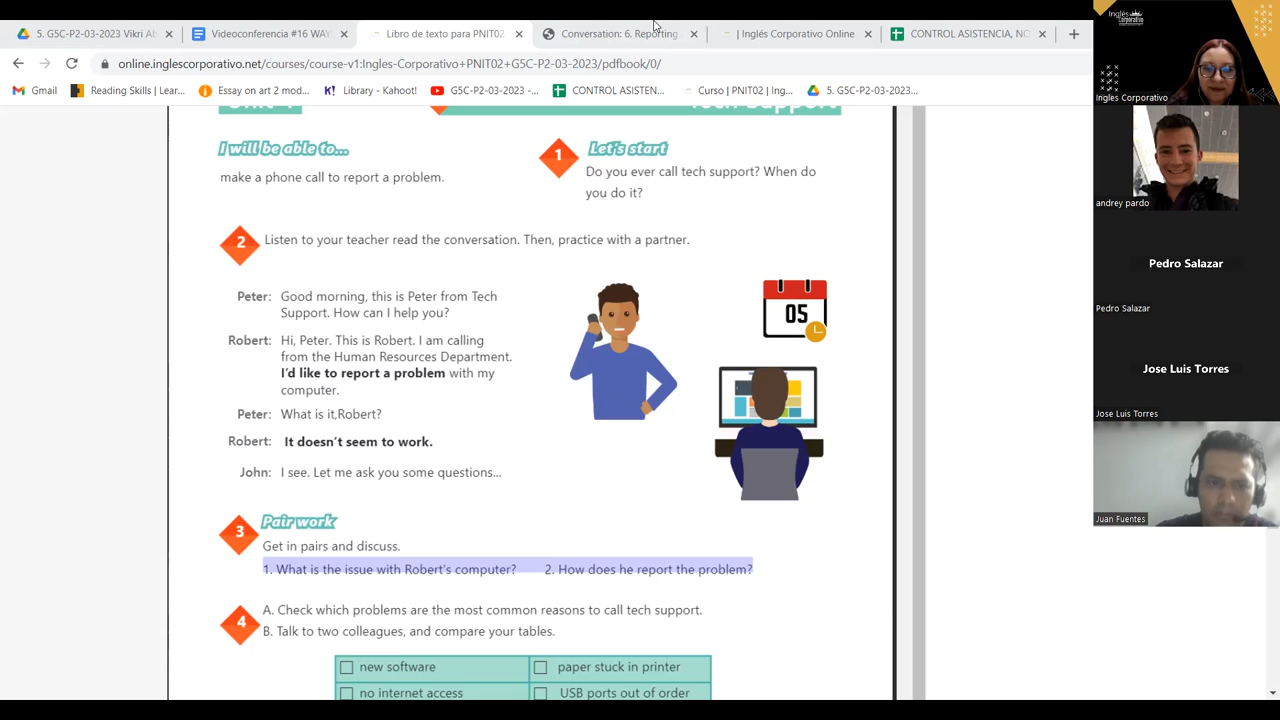 5. G5C-P2-03-2023 Vikri Ab
Videoconferencia #16 WAY
Libro de texto para PNIT02
Conversation: 6. Reporting
| Inglés Corporativo Online
CONTROL ASISTENCIA, NO
online.inglescorporativo.net/courses/course-v1:Ingles-Corporativo+PNIT02+G5C-P2-03-2023/pdfbook/0/
Gmail
Reading Skills | Lear...
Essay on art 2 mod...
Library - Kahoot!
G5C-P2-03-2023 -...
CONTROL ASISTEN...
Curso | PNIT02 | Ing...
5. G5C-P2-03-2023...
Tech Support
I will be able to...
make a phone call to report a problem.
1
Let's start
Do you ever call tech support? When do
you do it?
2
Listen to your teacher read the conversation. Then, practice with a partner.
Peter: Good morning, this is Peter from Tech
Support. How can I help you?
Robert: Hi, Peter. This is Robert. I am calling
from the Human Resources Department.
I'd like to report a problem with my
computer.
Peter: What is it,Robert?
Robert: It doesn't seem to work.
John: I see. Let me ask you some questions...
05
3
Pair work
Get in pairs and discuss.
1. What is the issue with Robert's computer? 2. How does he report the problem?
4
A. Check which problems are the most common reasons to call tech support.
B. Talk to two colleagues, and compare your tables.
new software
paper stuck in printer
no internet access
USB ports out of order
Inglés
Corporativo
Ingles Corporativo
andrey pardo
Pedro Salazar
Pedro Salazar
Jose Luis Torres
Jose Luis Torres
Juan Fuentes